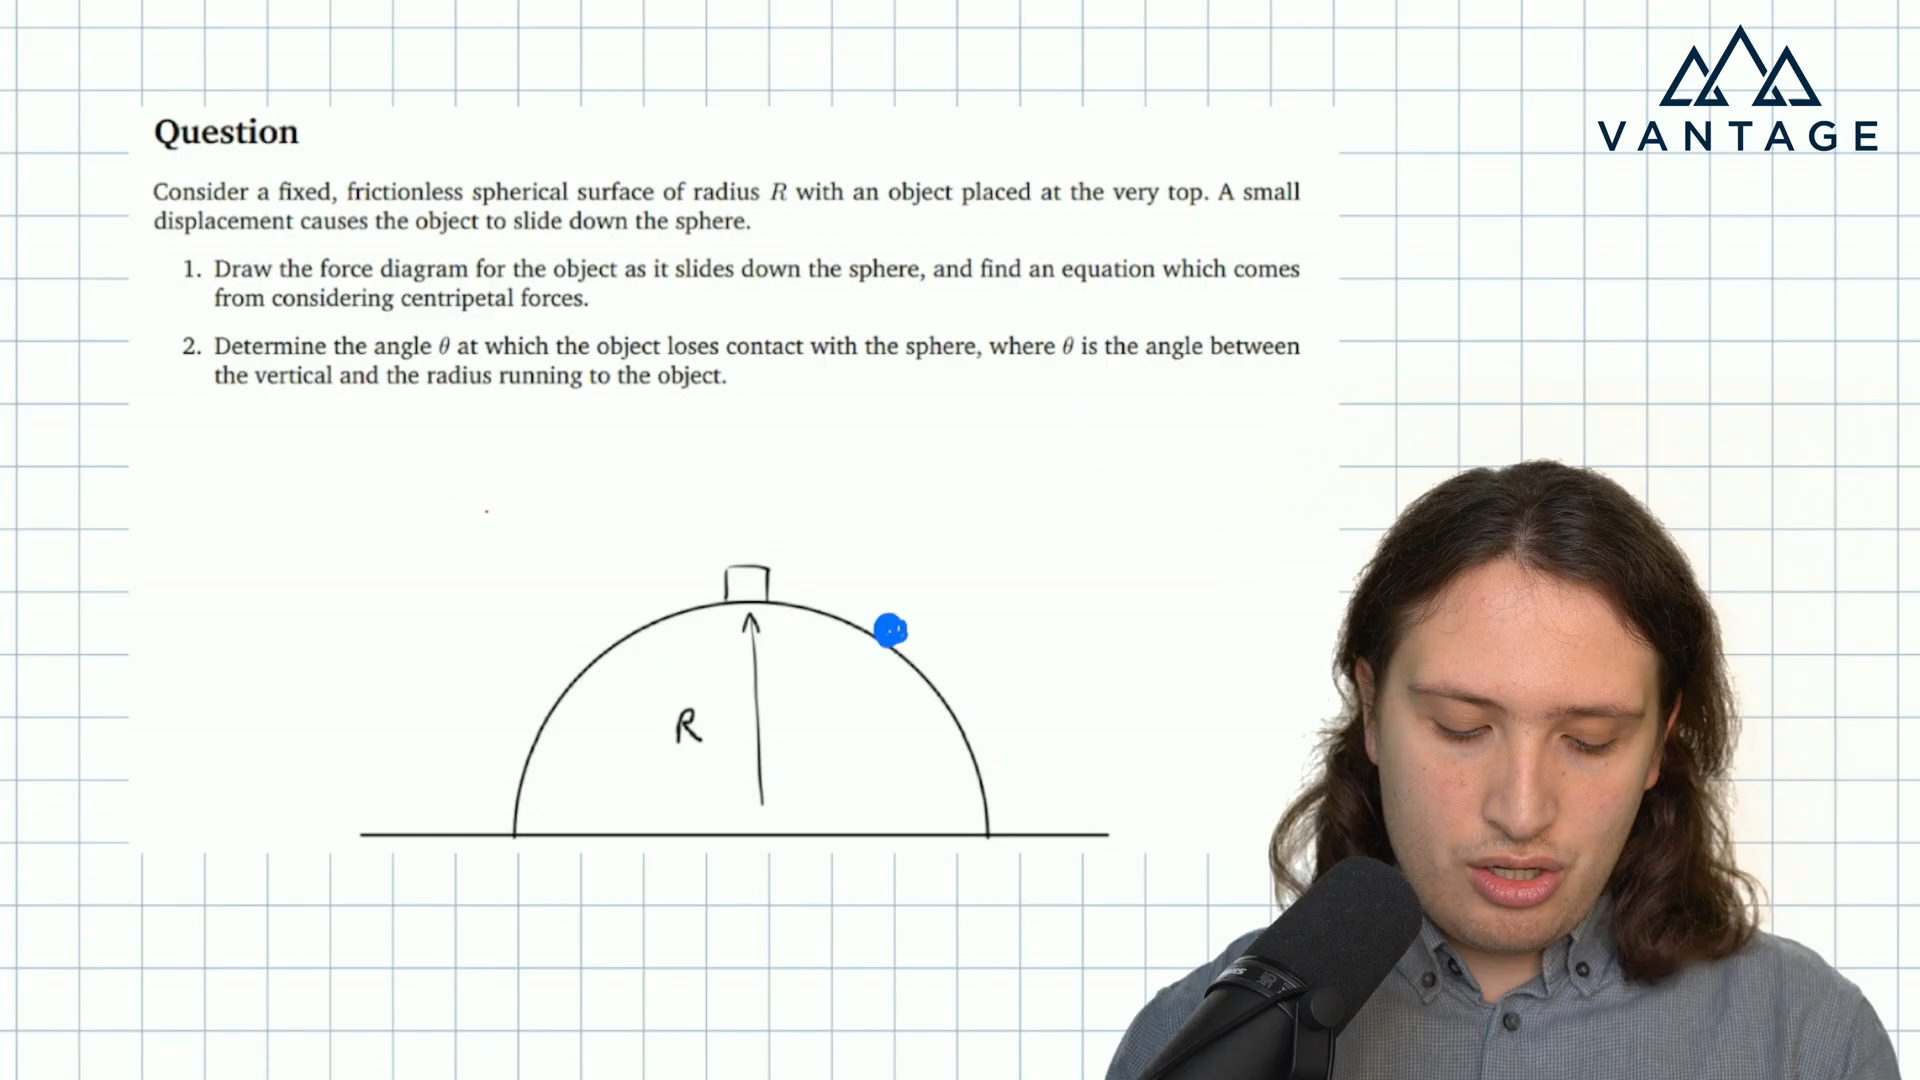 VANTAGE
Question
Consider a fixed, frictionless spherical surface of radius R with an object placed at the very top. A small
displacement causes the object to slide down the sphere.
1. Draw the force diagram for the object as it slides down the sphere, and find an equation which comes
from considering centripetal forces.
2. Determine the angle θ at which the object loses contact with the sphere, where θ is the angle between
the vertical and the radius running to the object.
R